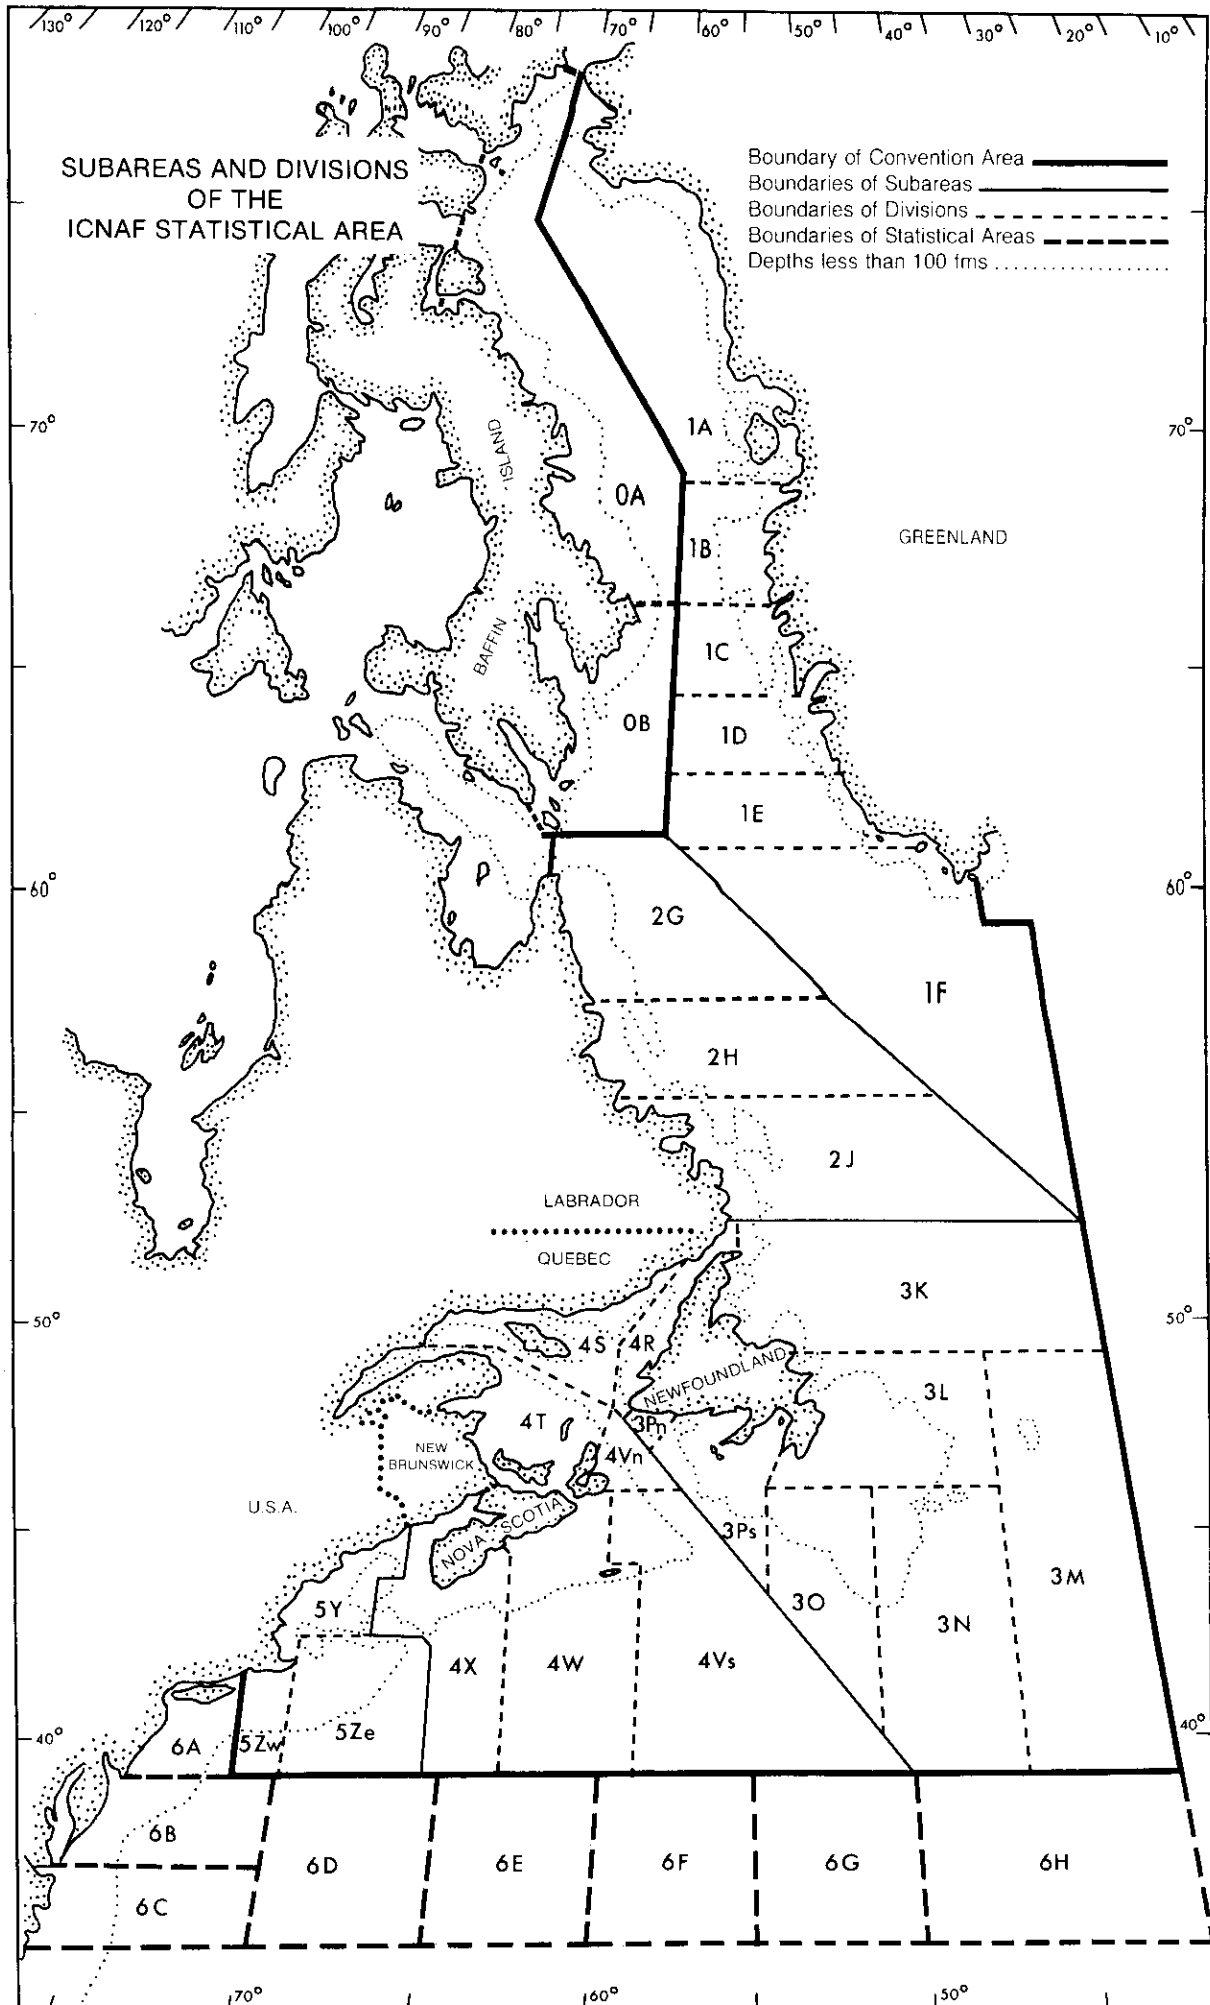 130° 120° 110° 100° 90° 80° 70° 60° 50° 40° 30° 20° 10°
SUBAREAS AND DIVISIONS
OF THE
ICNAF STATISTICAL AREA
Boundary of Convention Area
Boundaries of Subareas
Boundaries of Divisions
Boundaries of Statistical Areas
Depths less than 100 fms
70°
70°
1A
ISLAND
0A
GREENLAND
1B
BAFFIN
1C
0B
1D
1E
60°
60°
2G
1F
2H
2J
LABRADOR
QUEBEC
3K
50°
50°
4S
4R
NEWFOUNDLAND
3L
4T
3Pn
NEW
BRUNSWICK
4Vn
U.S.A.
NOVA SCOTIA
3Ps
3M
5Y
3O
3N
4X
4W
4Vs
40°
40°
6A
5Zw
5Ze
6B
6D
6E
6F
6G
6H
6C
70°
60°
50°